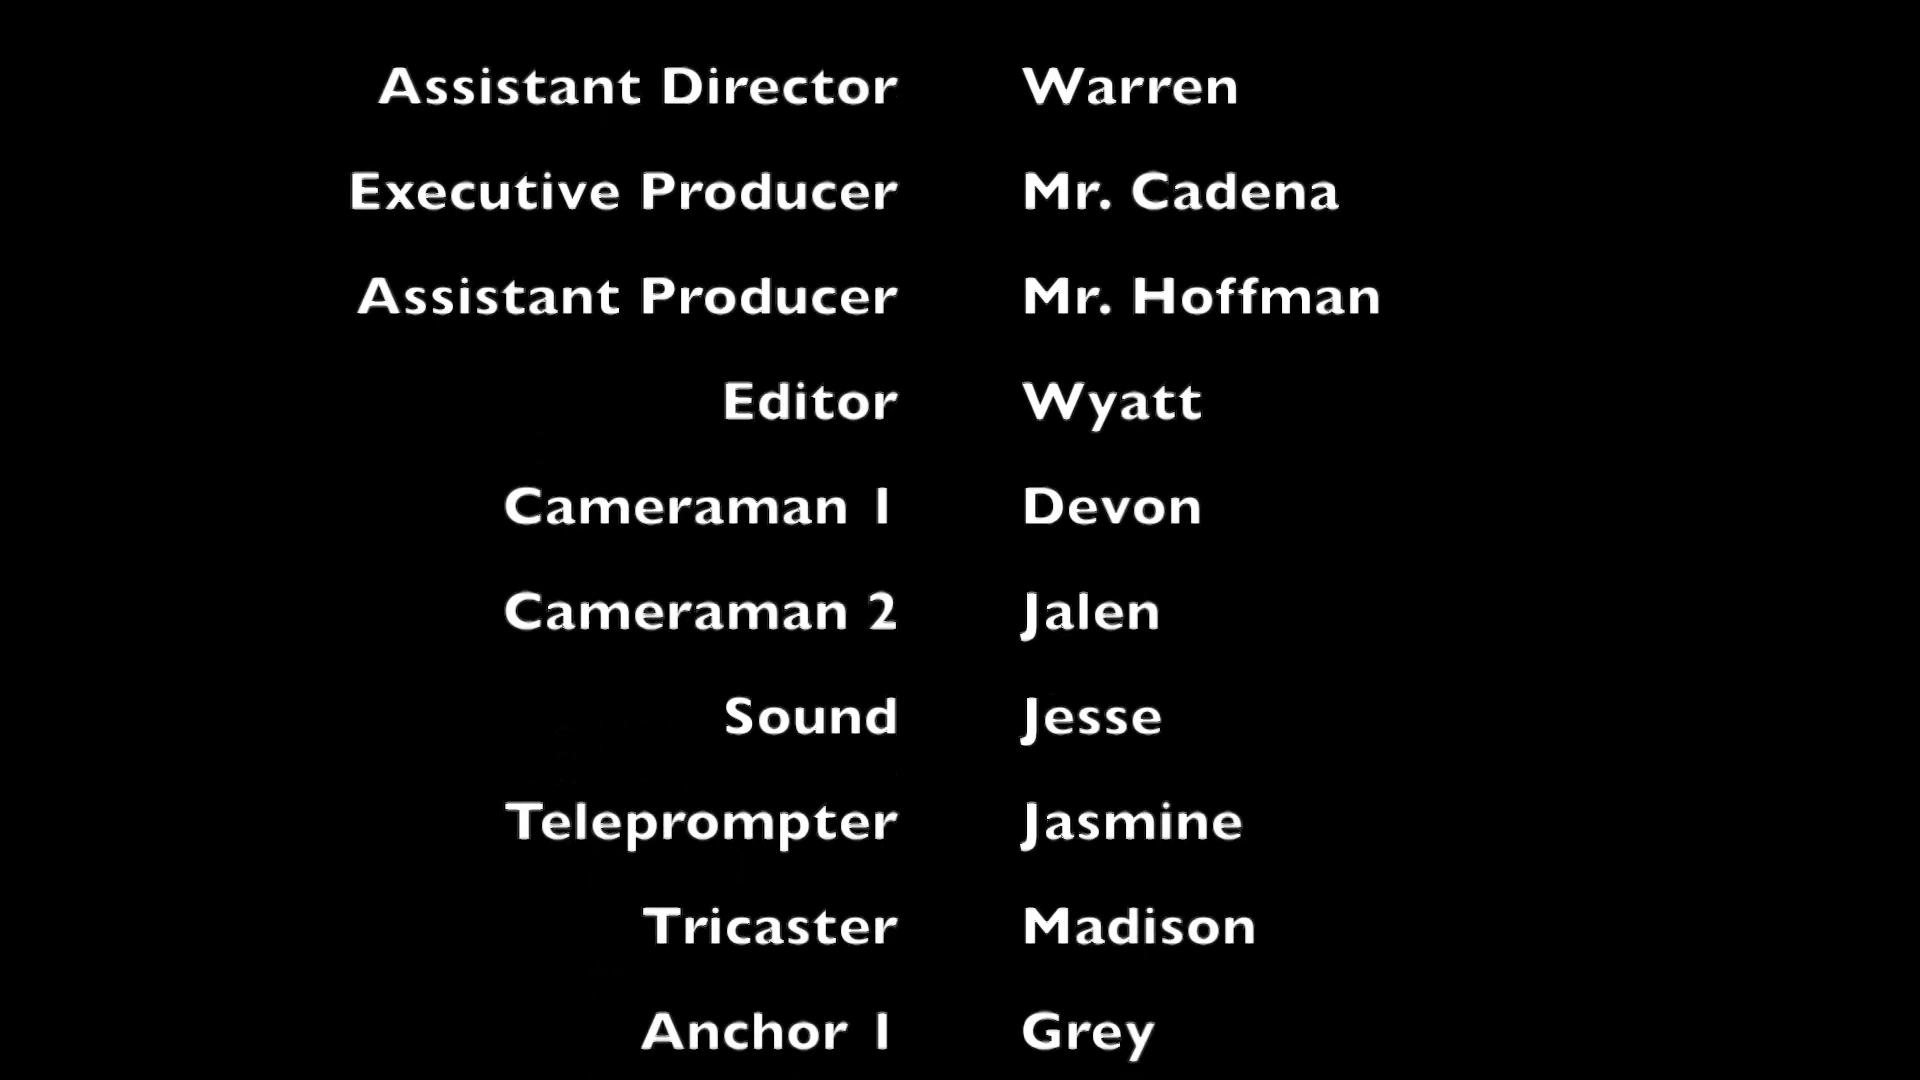 Assistant Director Warren
Executive Producer Mr. Cadena
Assistant Producer Mr. Hoffman
Editor Wyatt
Cameraman 1 Devon
Cameraman 2 Jalen
Sound Jesse
Teleprompter Jasmine
Tricaster Madison
Anchor 1 Grey